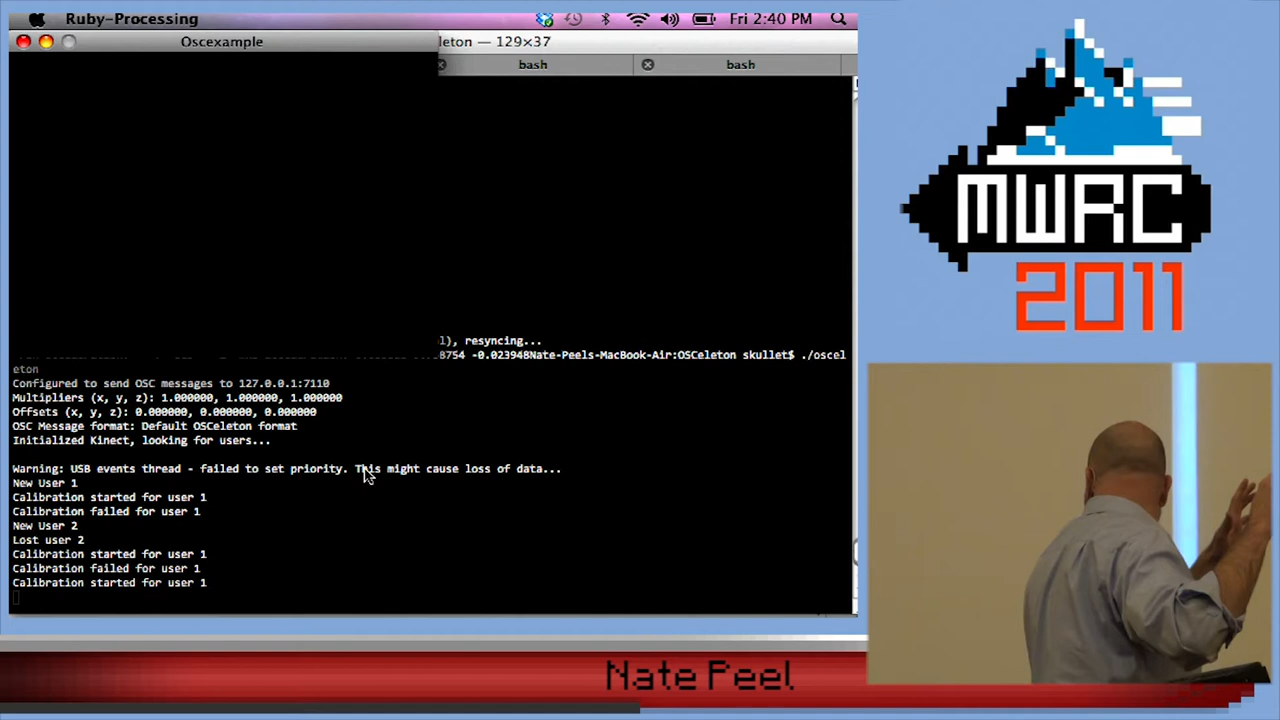 Ruby-Processing
Fri 2:40 PM
Oscexample
leton — 129×37
bash
bash
l), resyncing...
8754 -0.023948Nate-Peels-MacBook-Air:OSCeleton skullet$ ./oscel
eton
Configured to send OSC messages to 127.0.0.1:7110
Multipliers (x, y, z): 1.000000, 1.000000, 1.000000
Offsets (x, y, z): 0.000000, 0.000000, 0.000000
OSC Message format: Default OSCeleton format
Initialized Kinect, looking for users...
Warning: USB events thread - failed to set priority. This might cause loss of data...
New User 1
Calibration started for user 1
Calibration failed for user 1
New User 2
Lost user 2
Calibration started for user 1
Calibration failed for user 1
Calibration started for user 1
MWRC
2011
Nate Peel